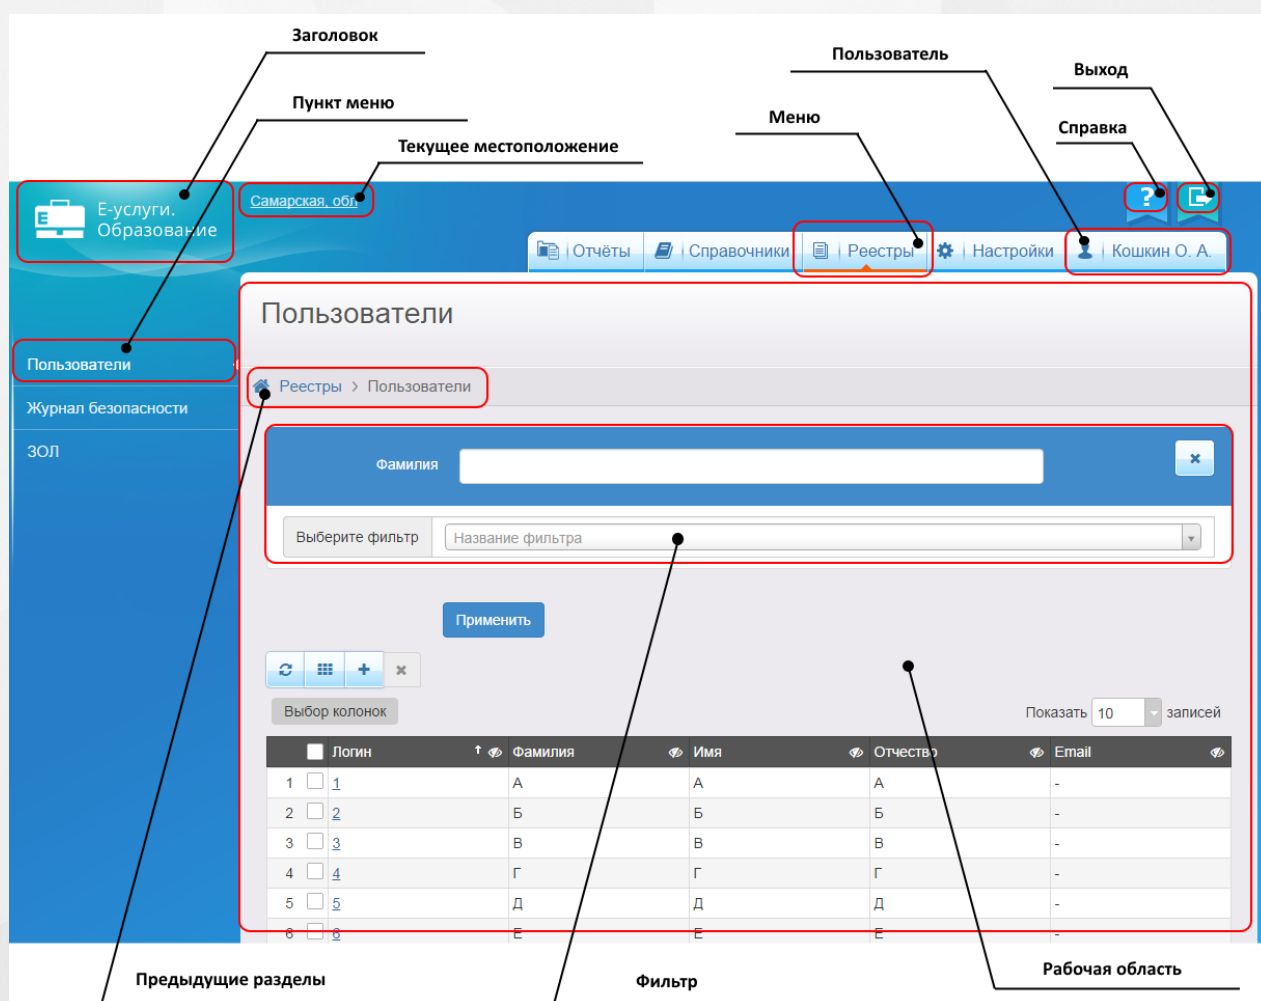 Заголовок
Пользователь
Выход
Пункт меню
Меню
Справка
Текущее местоположение
Е-услуги.
Образование
Самарская, обл
?
Отчёты
Справочники
Реестры
Настройки
Кошкин О. А.
Пользователи
Пользователи
Журнал безопасности
ЗОЛ
Реестры > Пользователи
Фамилия
Выберите фильтр Название фильтра
Применить
Выбор колонок
Показать 10 записей
Логин Фамилия Имя Отчество Email
1 1 А А А -
2 2 Б Б Б -
3 3 В В В -
4 4 Г Г Г -
5 5 Д Д Д -
6 6 Е Е Е -
Предыдущие разделы
Фильтр
Рабочая область